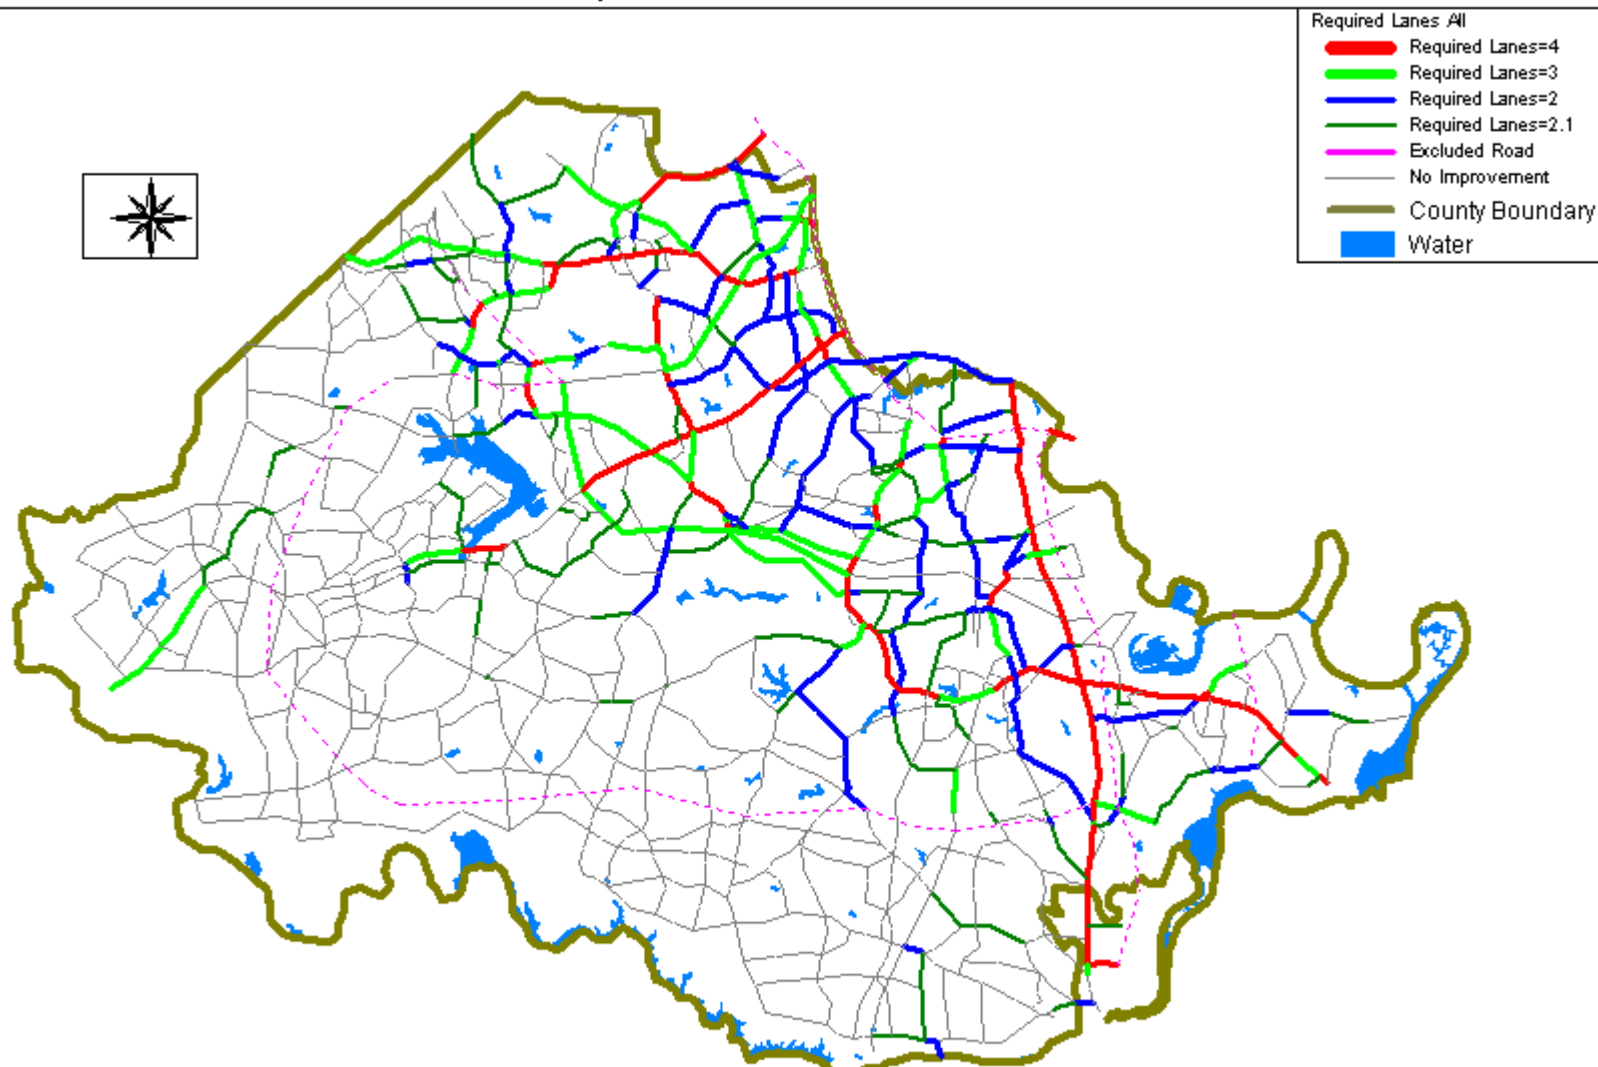 Required Lanes All
Required Lanes=4
Required Lanes=3
Required Lanes=2
Required Lanes=2.1
Excluded Road
No Improvement
County Boundary
Water